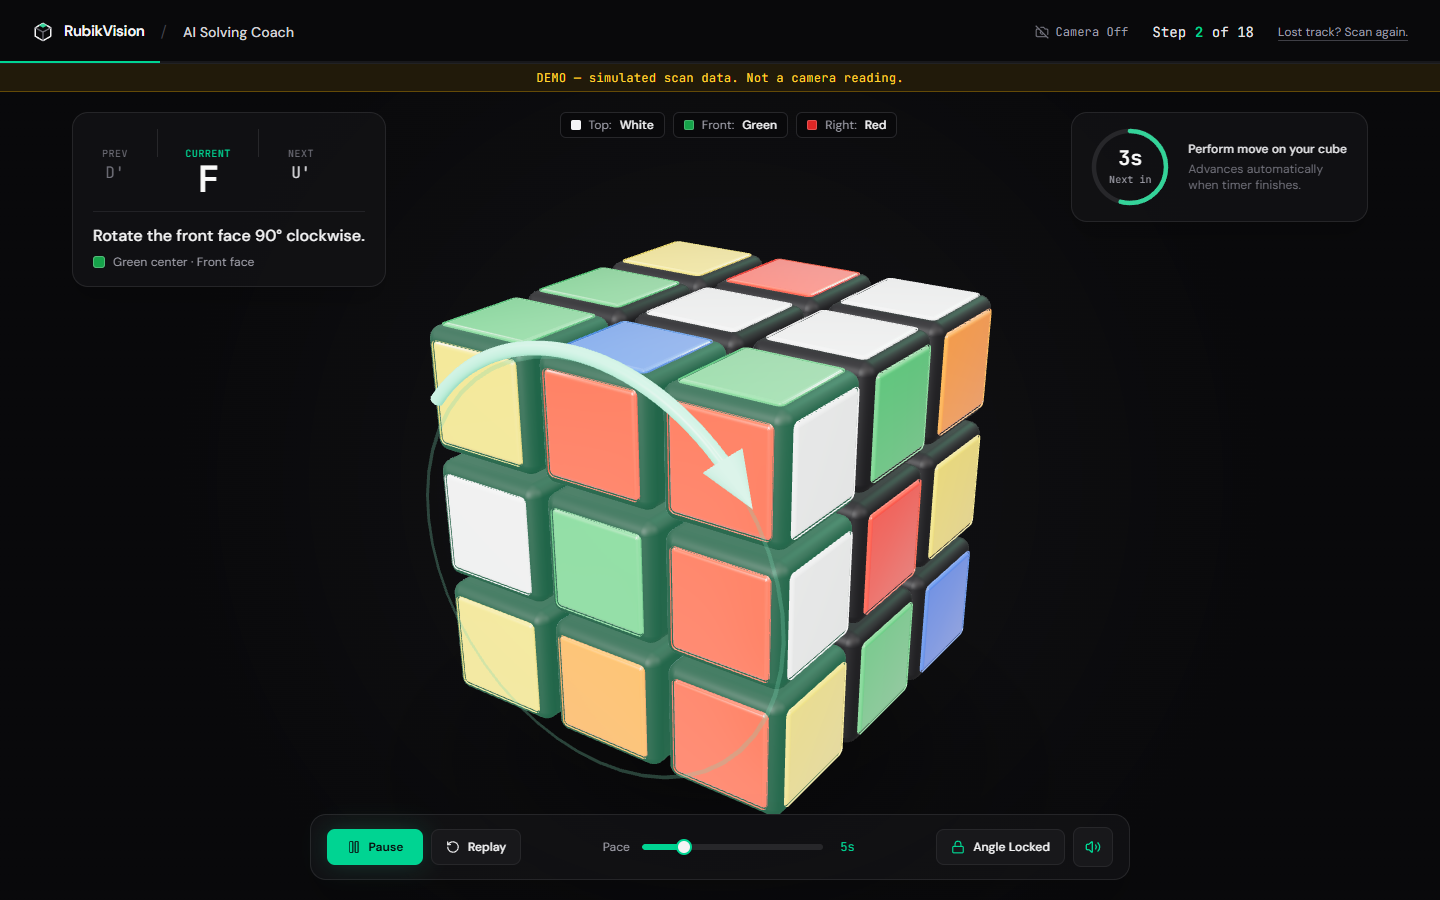 RubikVision / AI Solving Coach
Camera Off
Step 2 of 18
Lost track? Scan again.
DEMO — simulated scan data. Not a camera reading.
PREV
D'
CURRENT
F
NEXT
U'
Rotate the front face 90° clockwise.
Green center · Front face
Top: White
Front: Green
Right: Red
3s
Next in
Perform move on your cube
Advances automatically
when timer finishes.
Pause
Replay
Pace
5s
Angle Locked